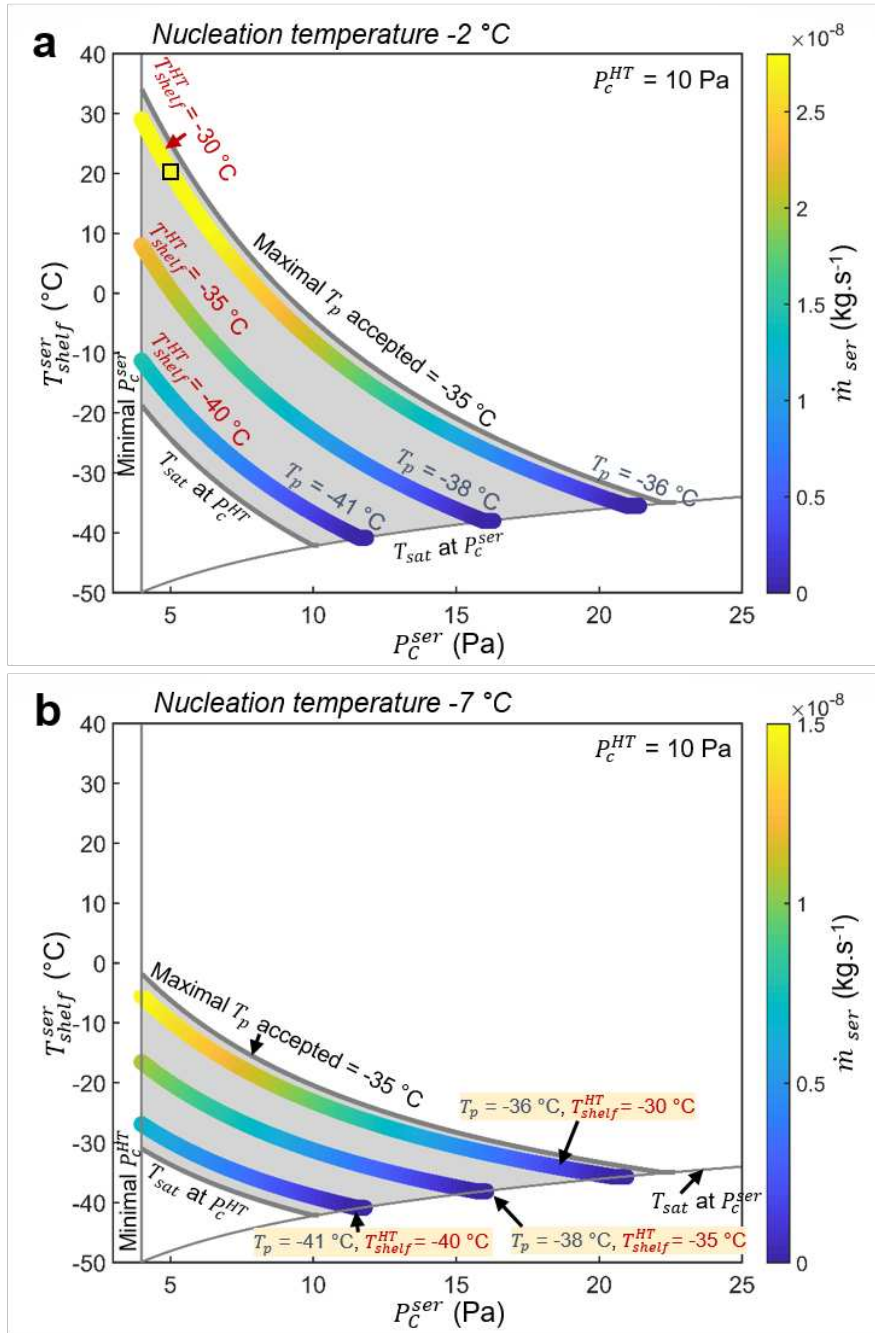 a
Nucleation temperature -2 °C
×10⁻⁸
P_c^HT = 10 Pa
T_shelf^HT = -30 °C
T_shelf^HT = -35 °C
T_shelf^HT = -40 °C
Maximal T_p accepted = -35 °C
Minimal P_c^ser
T_sat at P_c^HT
T_p = -41 °C
T_p = -38 °C
T_p = -36 °C
T_sat at P_c^ser
40
30
20
10
0
-10
-20
-30
-40
-50
T_shelf^ser (°C)
5
10
15
20
25
P_C^ser (Pa)
2.5
2
1.5
1
0.5
0
ṁ_ser (kg.s⁻¹)
b
Nucleation temperature -7 °C
×10⁻⁸
P_c^HT = 10 Pa
Maximal T_p accepted = -35 °C
T_p = -36 °C, T_shelf^HT = -30 °C
Minimal P_c^HT
T_sat at P_c^HT
T_sat at P_c^ser
T_p = -41 °C, T_shelf^HT = -40 °C
T_p = -38 °C, T_shelf^HT = -35 °C
40
30
20
10
0
-10
-20
-30
-40
-50
T_shelf^ser (°C)
5
10
15
20
25
P_C^ser (Pa)
1.5
1
0.5
0
ṁ_ser (kg.s⁻¹)